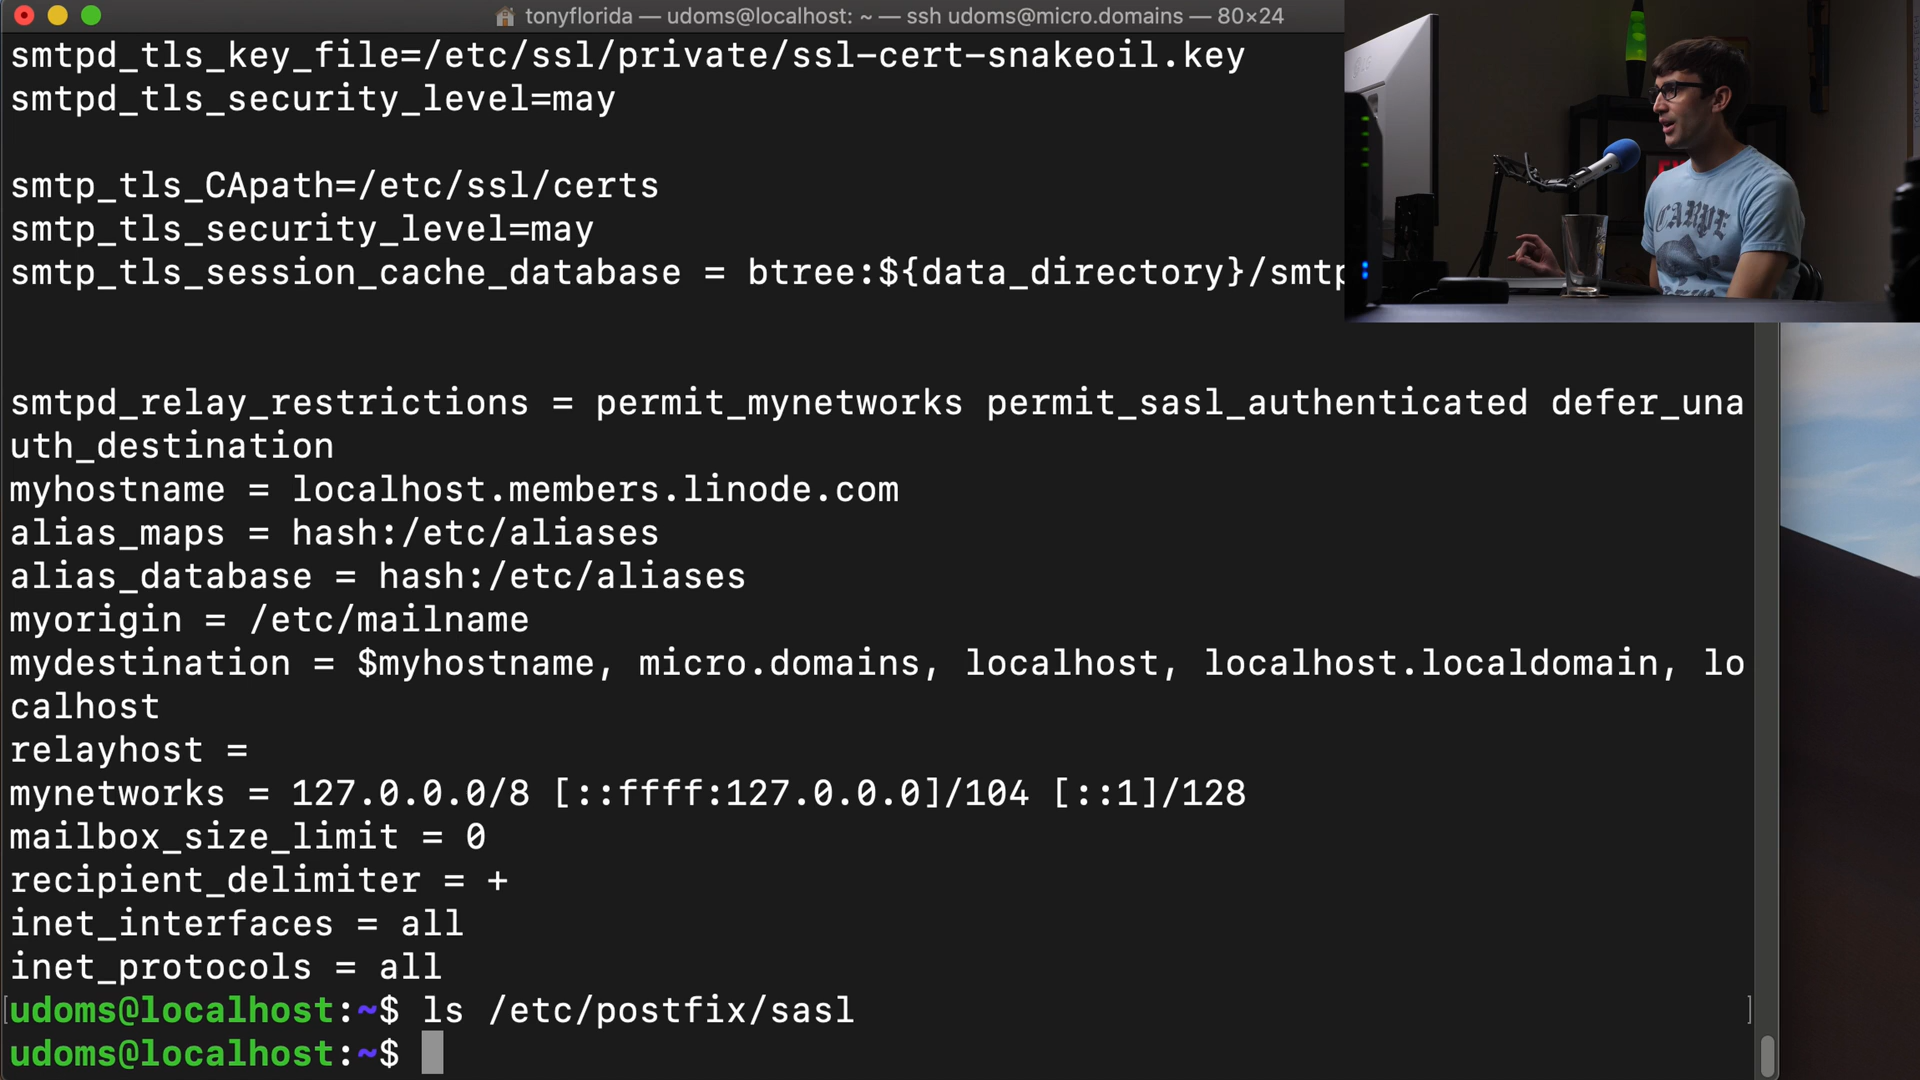 tonyflorida — udoms@localhost: ~ — ssh udoms@micro.domains — 80×24
smtpd_tls_key_file=/etc/ssl/private/ssl-cert-snakeoil.key
smtpd_tls_security_level=may
smtp_tls_CApath=/etc/ssl/certs
smtp_tls_security_level=may
smtp_tls_session_cache_database = btree:${data_directory}/smtp
smtpd_relay_restrictions = permit_mynetworks permit_sasl_authenticated defer_una
uth_destination
myhostname = localhost.members.linode.com
alias_maps = hash:/etc/aliases
alias_database = hash:/etc/aliases
myorigin = /etc/mailname
mydestination = $myhostname, micro.domains, localhost, localhost.localdomain, lo
calhost
relayhost =
mynetworks = 127.0.0.0/8 [::ffff:127.0.0.0]/104 [::1]/128
mailbox_size_limit = 0
recipient_delimiter = +
inet_interfaces = all
inet_protocols = all
[udoms@localhost:~$ ls /etc/postfix/sasl ]
udoms@localhost:~$
CARPE